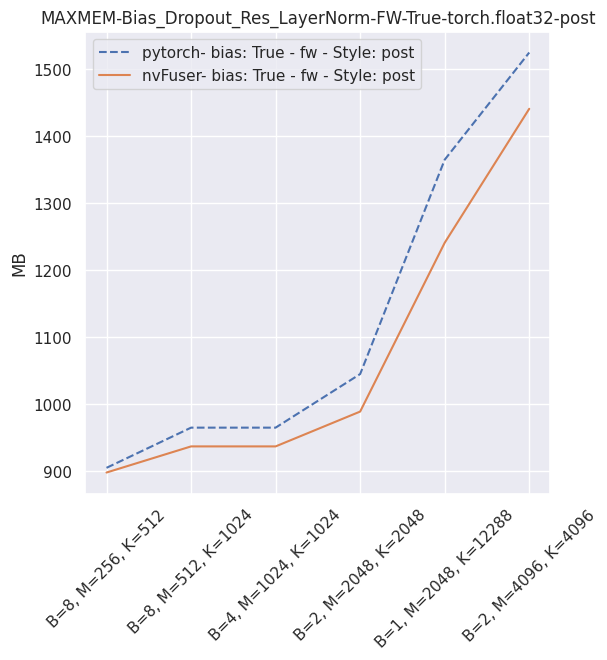 MAXMEM-Bias_Dropout_Res_LayerNorm-FW-True-torch.float32-post
pytorch- bias: True - fw - Style: post
nvFuser- bias: True - fw - Style: post
1500
1400
1300
1200
1100
1000
900
MB
B=8, M=256, K=512
B=8, M=512, K=1024
B=4, M=1024, K=1024
B=2, M=2048, K=2048
B=1, M=2048, K=12288
B=2, M=4096, K=4096